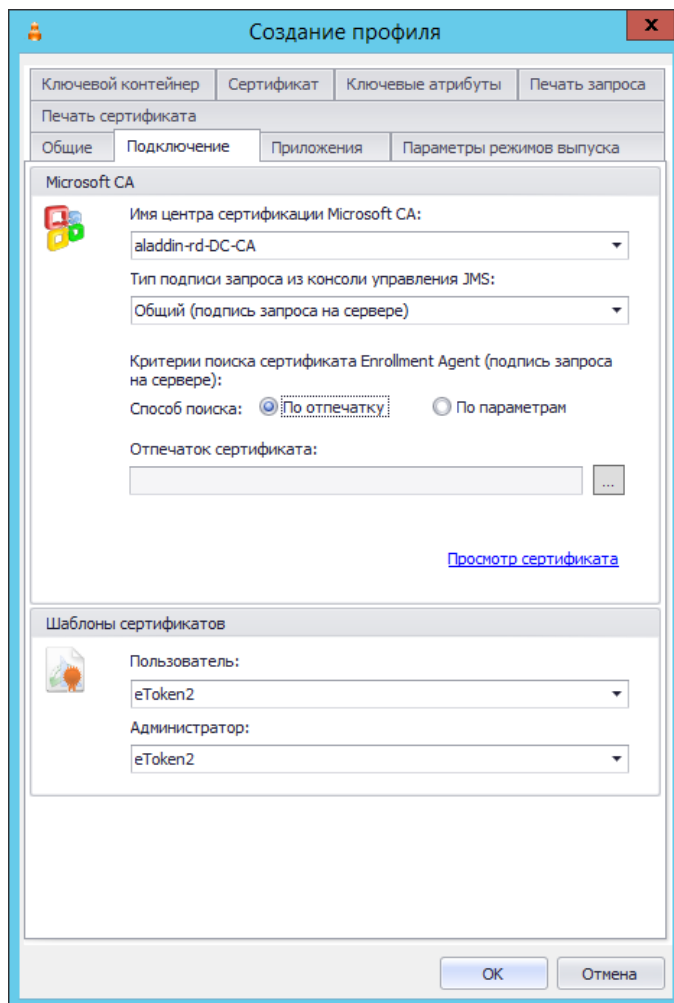 Создание профиля
x
Ключевой контейнер
Сертификат
Ключевые атрибуты
Печать запроса
Печать сертификата
Общие
Подключение
Приложения
Параметры режимов выпуска
Microsoft CA
Имя центра сертификации Microsoft CA:
aladdin-rd-DC-CA
Тип подписи запроса из консоли управления JMS:
Общий (подпись запроса на сервере)
Критерии поиска сертификата Enrollment Agent (подпись запроса
на сервере):
Способ поиска:
По отпечатку
По параметрам
Отпечаток сертификата:
...
Просмотр сертификата
Шаблоны сертификатов
Пользователь:
eToken2
Администратор:
eToken2
OK
Отмена